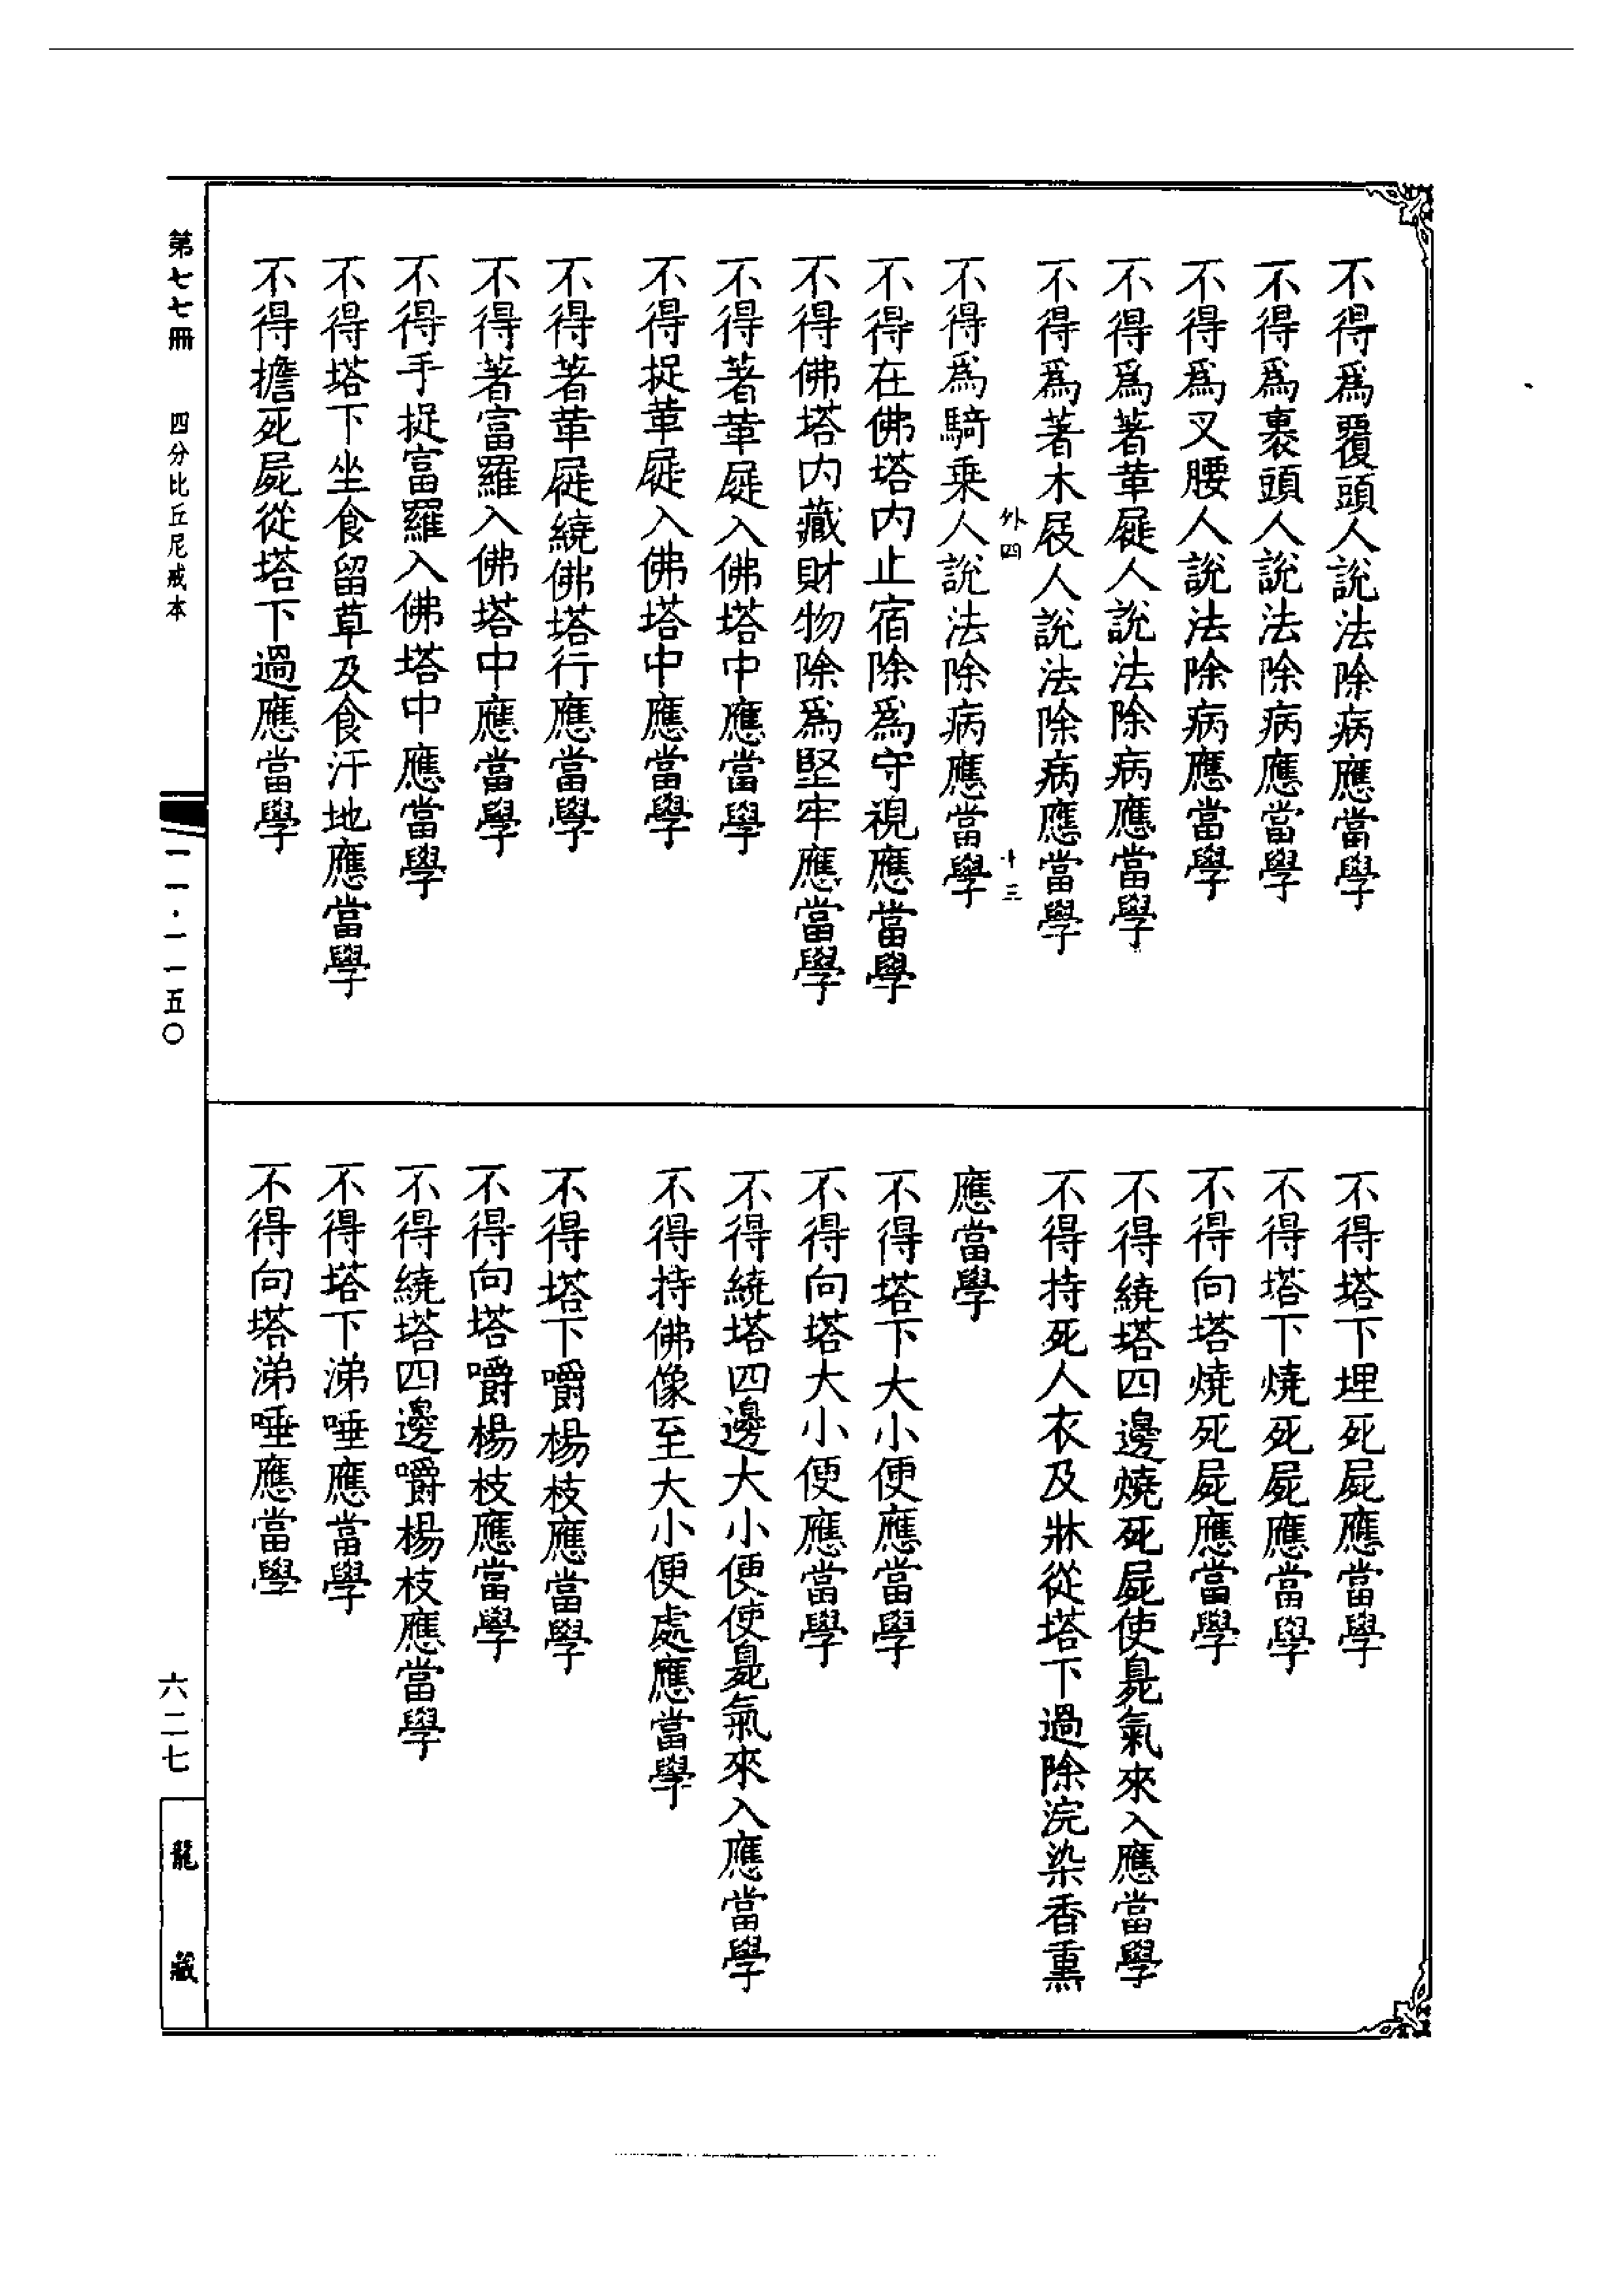 不得爲覆頭人說法除病應當學
不得爲裹頭人說法除病應當學
不得爲叉腰人說法除病應當學
不得爲著革屣人說法除病應當學
不得爲著木屐人說法除病應當學
外四 十三
不得爲騎乗人說法除病應當學
不得在佛塔内止宿除爲守視應當學
不得佛塔内藏財物除爲堅牢應當學
不得著革屣入佛塔中應當學
不得捉革屣入佛塔中應當學
不得著革屣繞佛塔行應當學
不得著富羅入佛塔中應當學
不得手捉富羅入佛塔中應當學
不得塔下坐食留草及食汙地應當學
不得擔死屍從塔下過應當學
不得塔下埋死屍應當學
不得塔下燒死屍應當學
不得向塔燒死屍應當學
不得繞塔四邊燒死屍使臭氣來入應當學
不得持死人衣及牀從塔下過除浣染香熏
應當學
不得塔下大小便應當學
不得向塔大小便應當學
不得繞塔四邊大小便使臭氣來入應當學
不得持佛像至大小便處應當學
不得塔下嚼楊枝應當學
不得向塔嚼楊枝應當學
不得繞塔四邊嚼楊枝應當學
不得塔下涕唾應當學
不得向塔涕唾應當學
第七七冊 四分比丘尼戒本 一一·一一五〇 六二七 龍藏